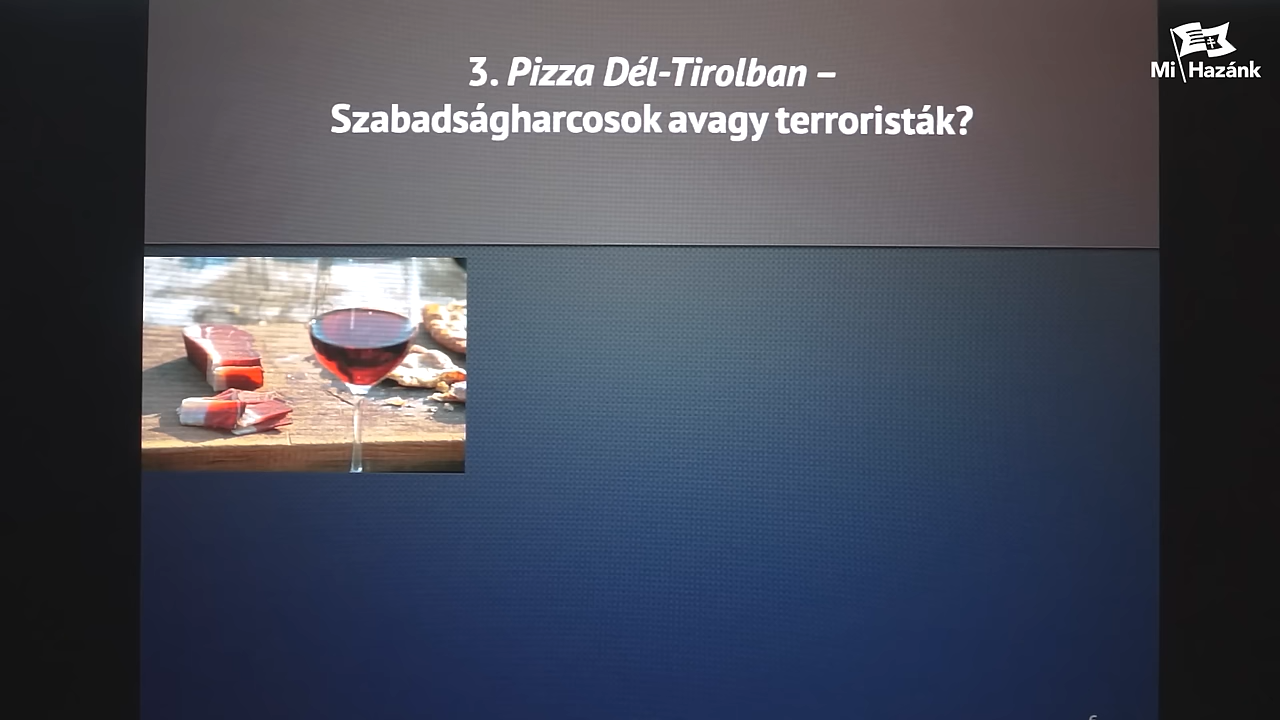 3. Pizza Dél-Tirolban –
Szabadságharcosok avagy terroristák?
Mi Hazánk